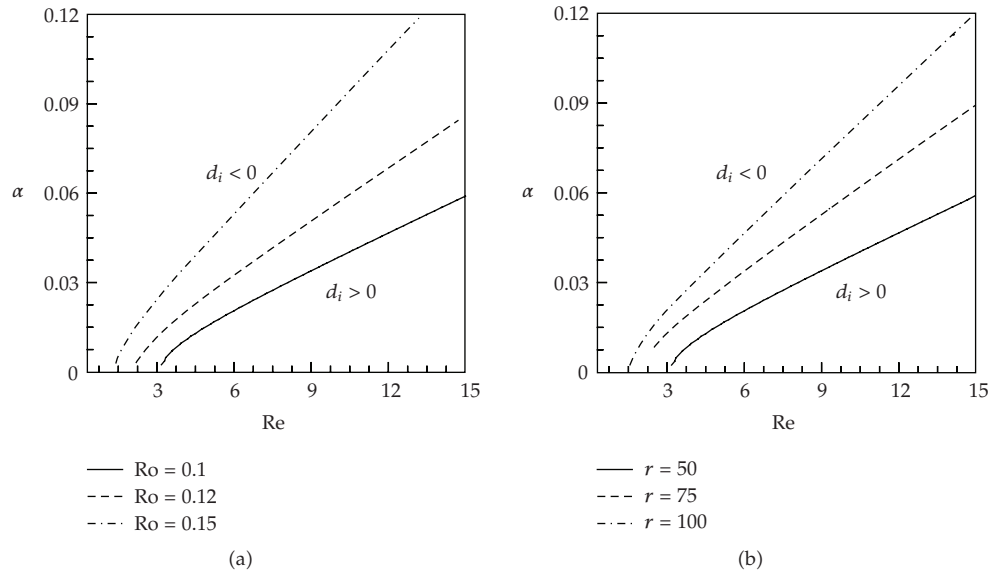 0.12
0.09
0.06
0.03
0
α
d_i < 0
d_i > 0
3 6 9 12 15
Re
Ro = 0.1
Ro = 0.12
Ro = 0.15
(a)
0.12
0.09
0.06
0.03
0
α
d_i < 0
d_i > 0
3 6 9 12 15
Re
r = 50
r = 75
r = 100
(b)